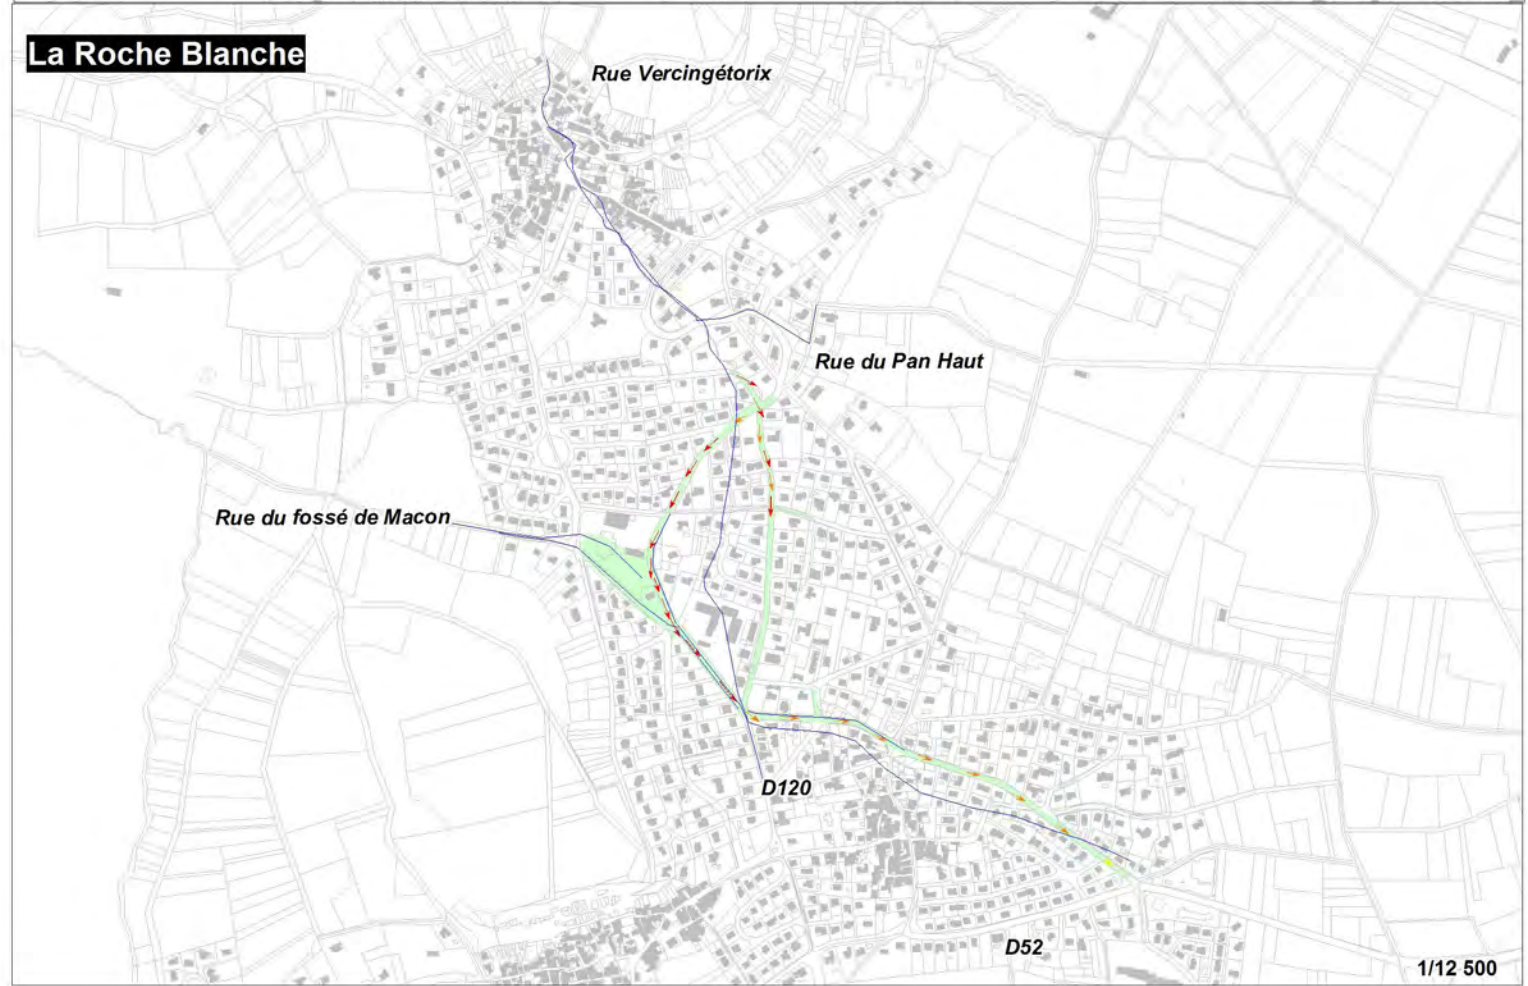 La Roche Blanche
Rue Vercingétorix
Rue du Pan Haut
Rue du fossé de Macon
D120
D52
1/12 500